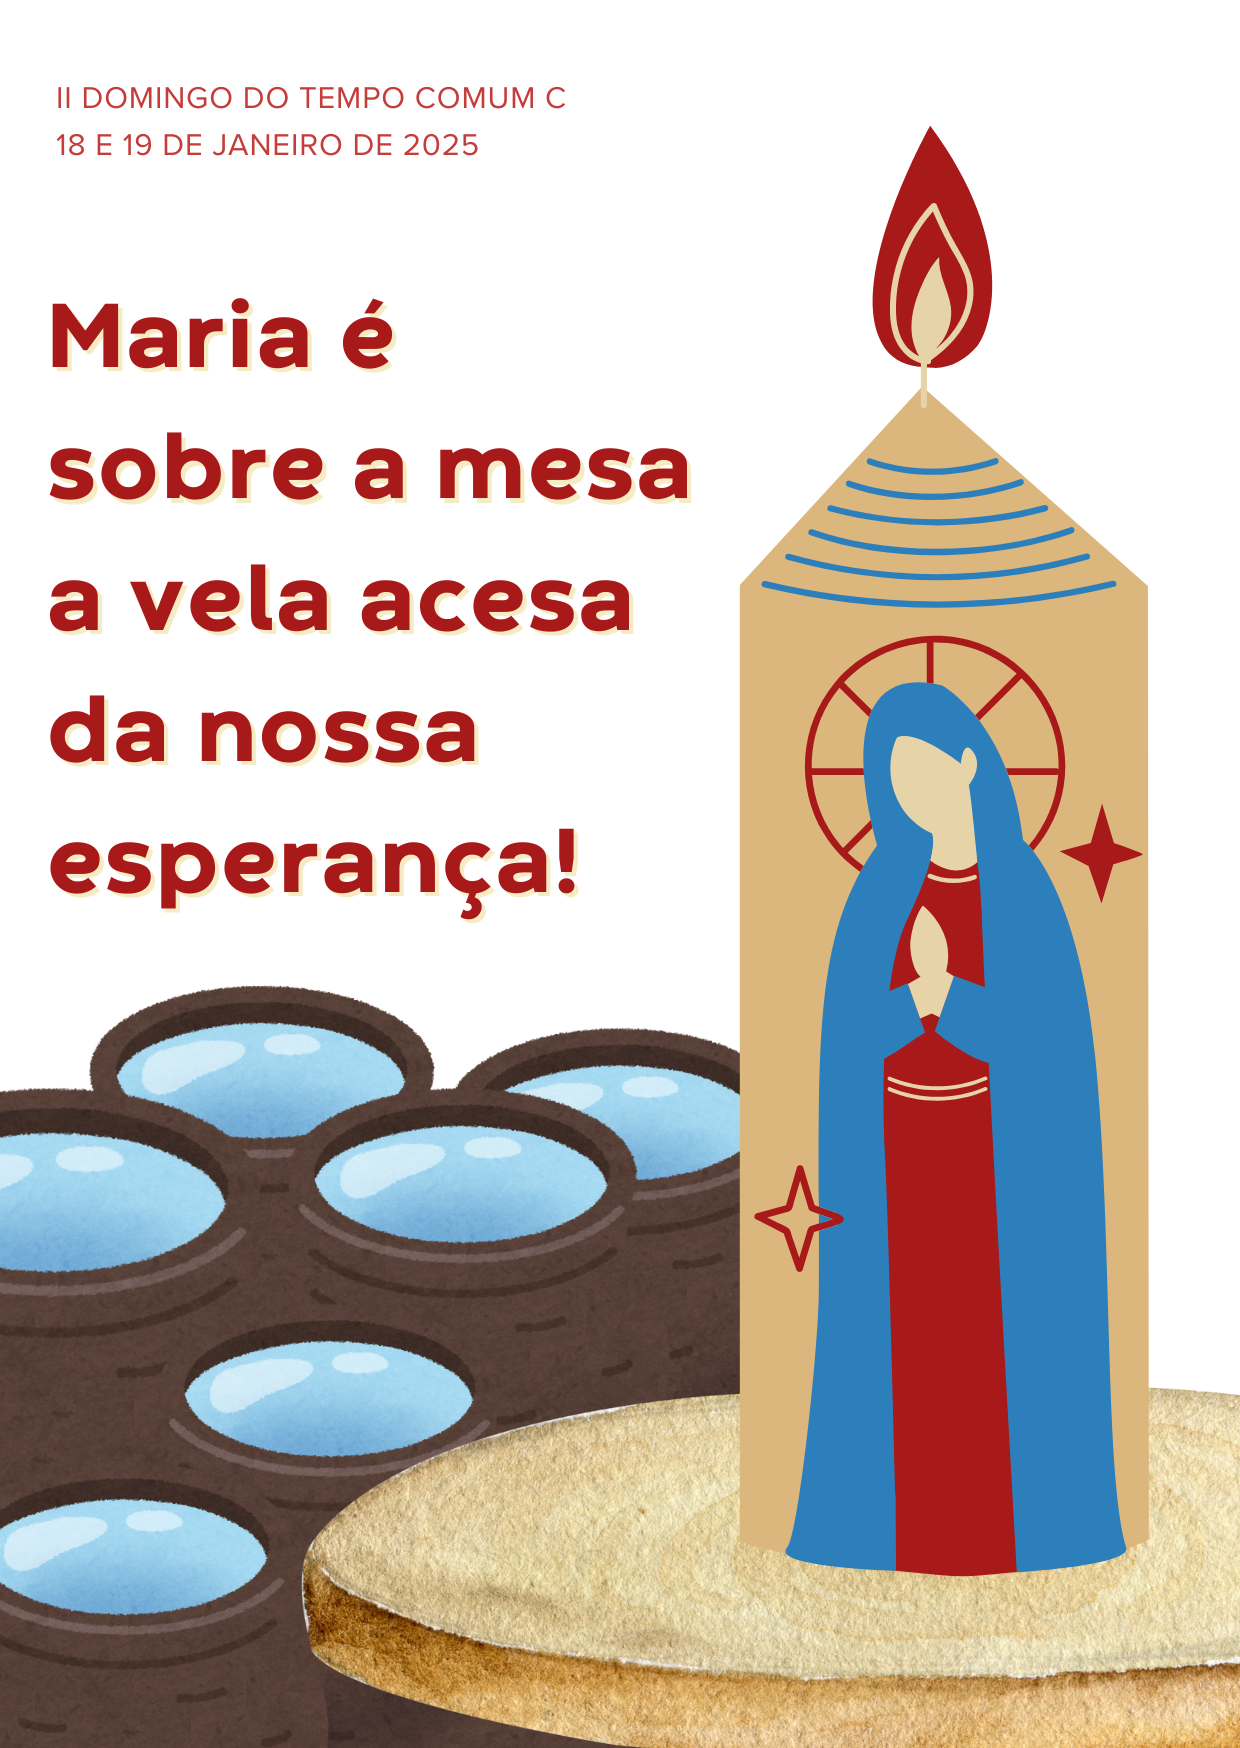 II DOMINGO DO TEMPO COMUM C
18 E 19 DE JANEIRO DE 2025
Maria é
sobre a mesa
a vela acesa
da nossa
esperança!